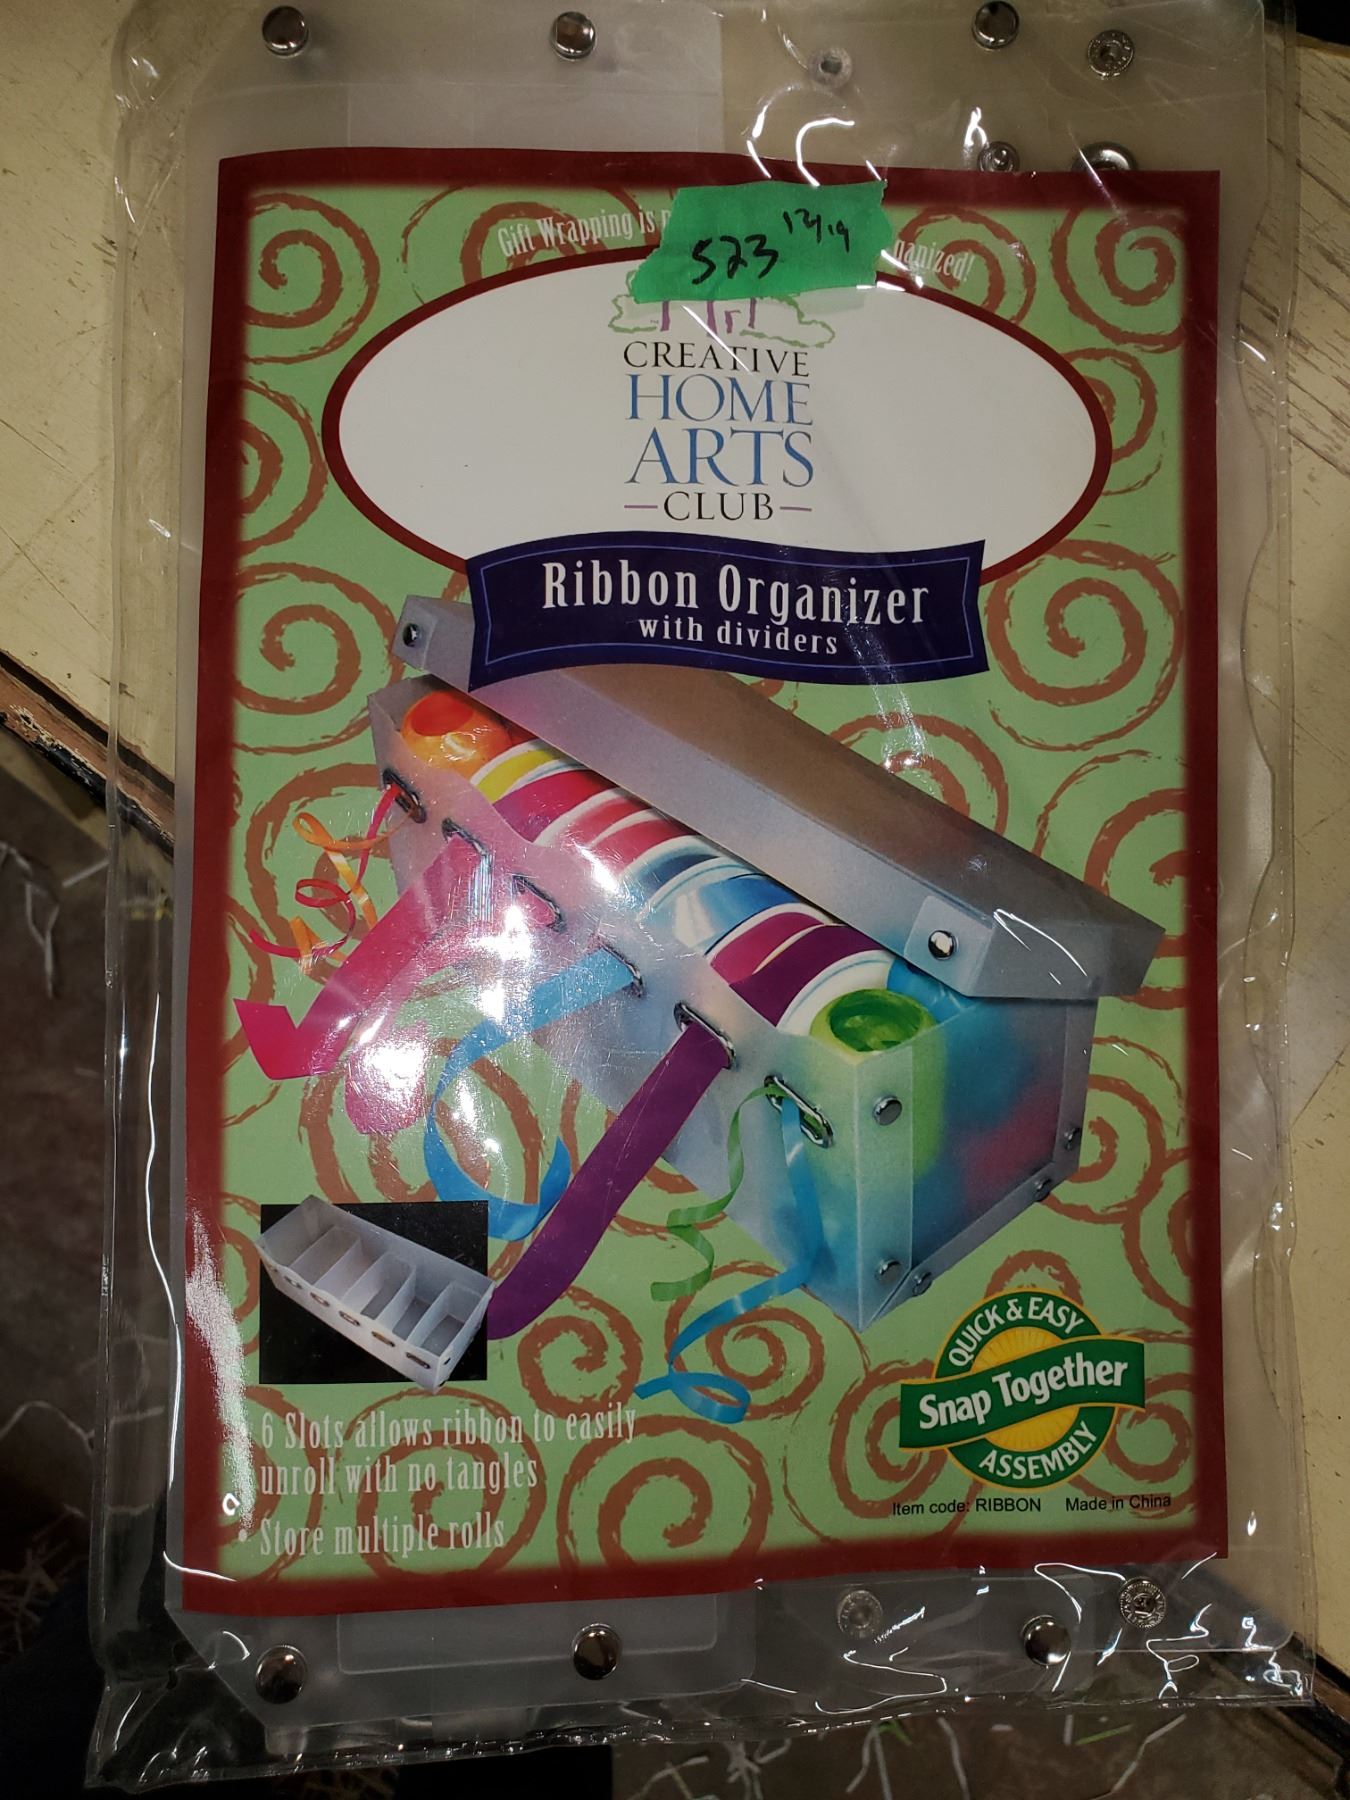 Gift Wrapping is
ganized!
523 12/19
CREATIVE
HOME
ARTS
—CLUB—
Ribbon Organizer
with dividers
• 6 Slots allows ribbon to easily
unroll with no tangles
• Store multiple rolls
QUICK & EASY
Snap Together
ASSEMBLY
Item code: RIBBON Made in China